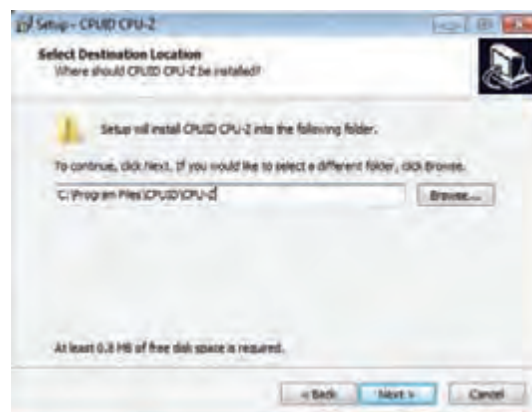 Setup - CPUID CPU-Z
Select Destination Location
Where should CPUID CPU-Z be installed?
Setup will install CPUID CPU-Z into the following folder.
To continue, click Next. If you would like to select a different folder, click Browse.
C:\Program Files\CPUID\CPU-Z
Browse...
At least 0.8 MB of free disk space is required.
< Back
Next >
Cancel